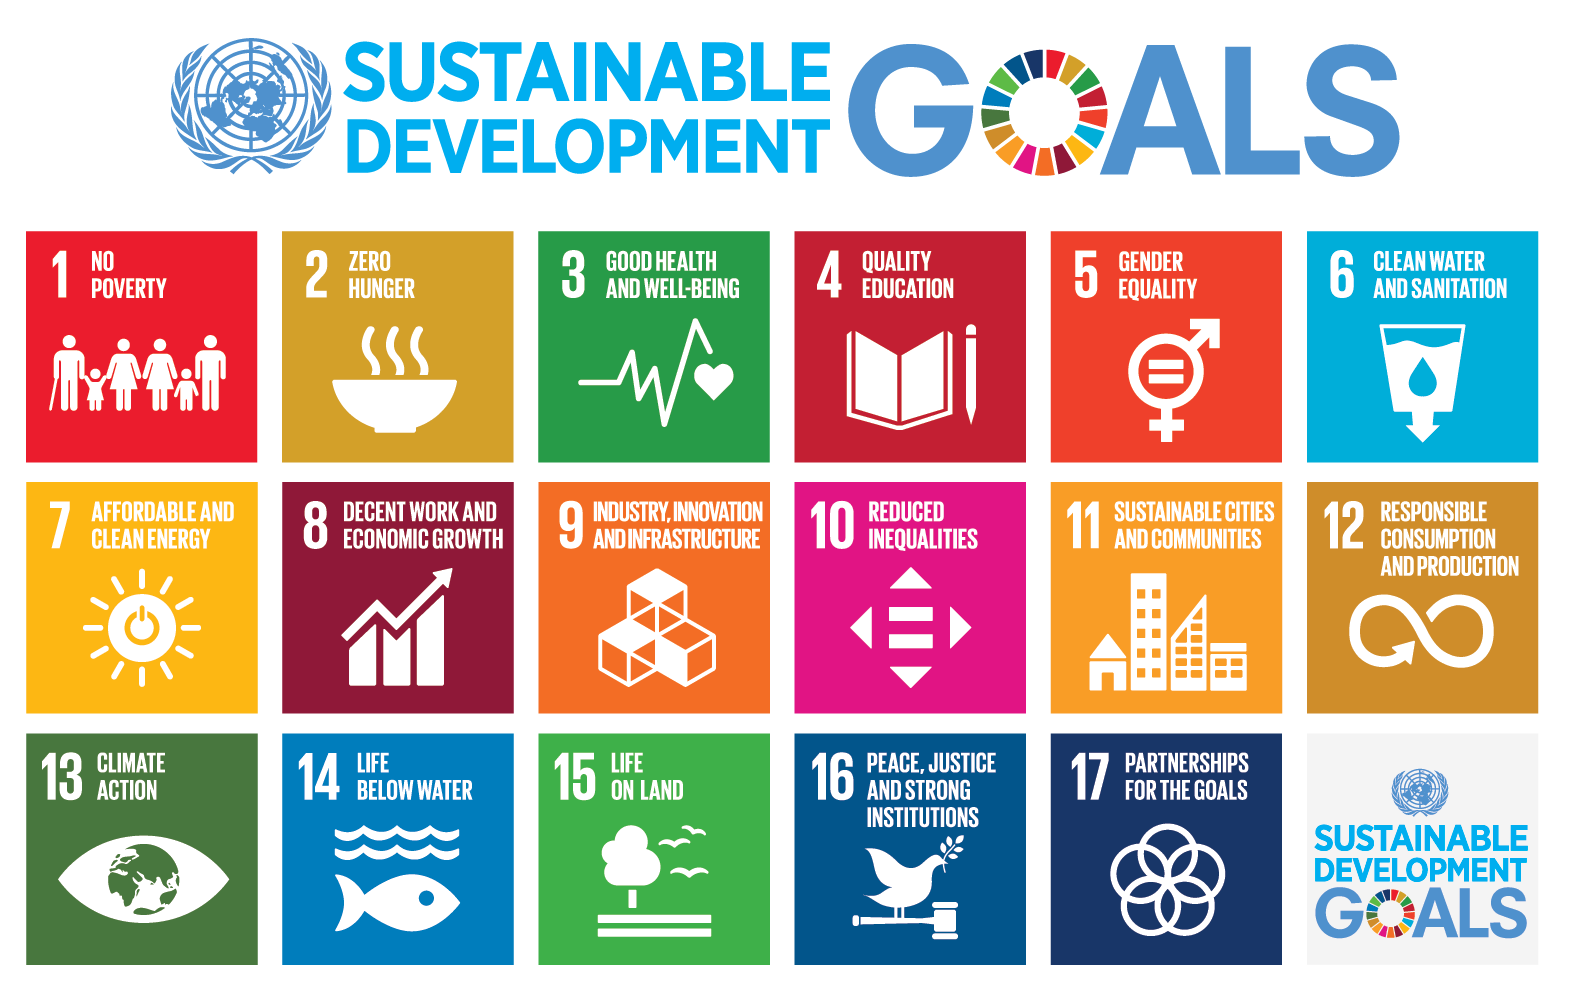 SUSTAINABLE
DEVELOPMENT
GOALS
1 NO
POVERTY
2 ZERO
HUNGER
3 GOOD HEALTH
AND WELL-BEING
4 QUALITY
EDUCATION
5 GENDER
EQUALITY
6 CLEAN WATER
AND SANITATION
7 AFFORDABLE AND
CLEAN ENERGY
8 DECENT WORK AND
ECONOMIC GROWTH
9 INDUSTRY, INNOVATION
AND INFRASTRUCTURE
10 REDUCED
INEQUALITIES
11 SUSTAINABLE CITIES
AND COMMUNITIES
12 RESPONSIBLE
CONSUMPTION
AND PRODUCTION
13 CLIMATE
ACTION
14 LIFE
BELOW WATER
15 LIFE
ON LAND
16 PEACE, JUSTICE
AND STRONG
INSTITUTIONS
17 PARTNERSHIPS
FOR THE GOALS
SUSTAINABLE
DEVELOPMENT
GOALS